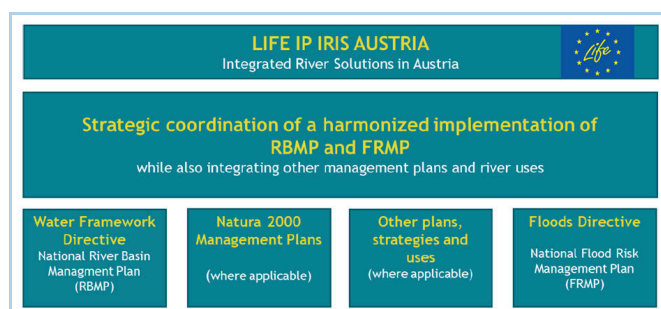 LIFE IP IRIS AUSTRIA
Integrated River Solutions in Austria
Life
Strategic coordination of a harmonized implementation of
RBMP and FRMP
while also integrating other management plans and river uses
Water Framework
Directive
National River Basin
Managment Plan
(RBMP)
Natura 2000
Management Plans
(where applicable)
Other plans,
strategies and
uses
(where applicable)
Floods Directive
National Flood Risk
Management Plan
(FRMP)